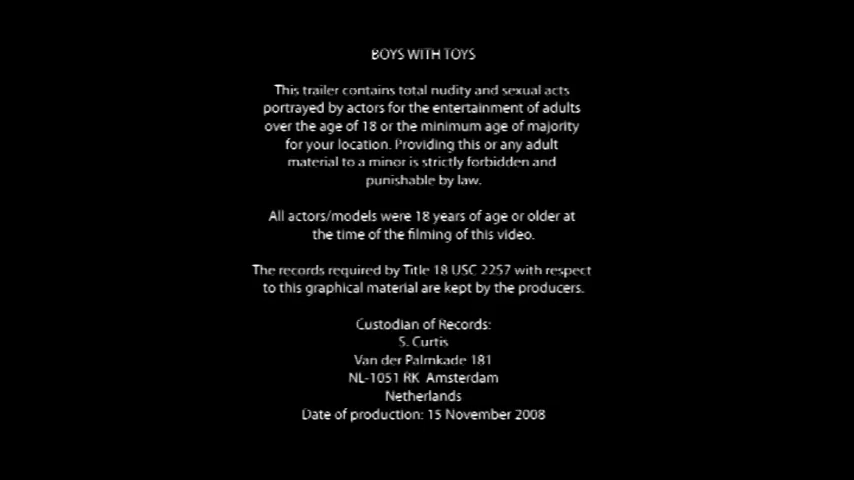 BOYS WITH TOYS
This trailer contains total nudity and sexual acts
portrayed by actors for the entertainment of adults
over the age of 18 or the minimum age of majority
for your location. Providing this or any adult
material to a minor is strictly forbidden and
punishable by law.
All actors/models were 18 years of age or older at
the time of the filming of this video.
The records required by Title 18 USC 2257 with respect
to this graphical material are kept by the producers.
Custodian of Records:
S. Curtis
Van der Palmkade 181
NL-1051 RK Amsterdam
Netherlands
Date of production: 15 November 2008